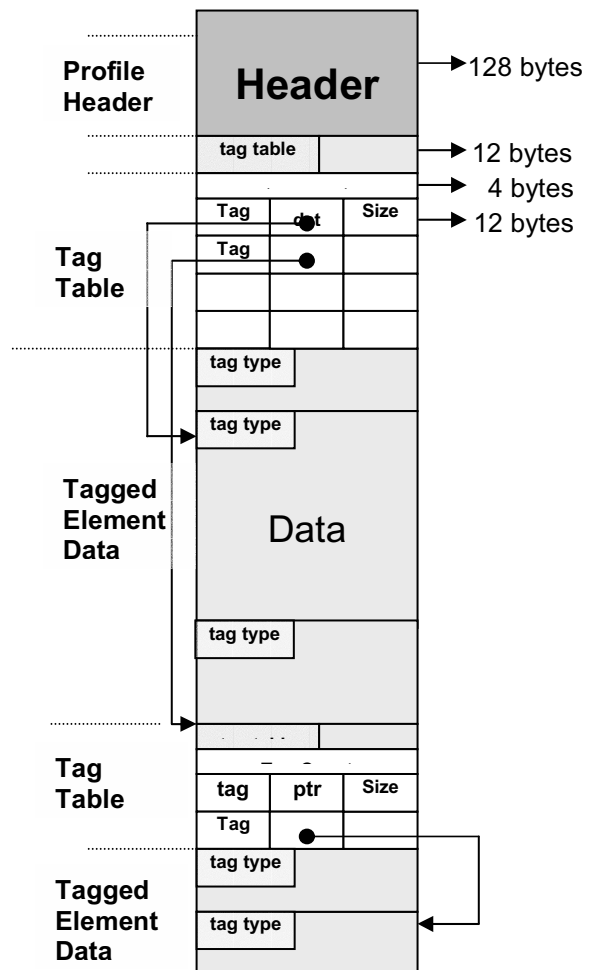 Profile
Header
Header
128 bytes
tag table
12 bytes
4 bytes
Tag
Size
12 bytes
Tag
Tag
Table
tag type
tag type
Tagged
Element
Data
Data
tag type
Tag
Table
tag
ptr
Size
Tag
tag type
Tagged
Element
Data
tag type